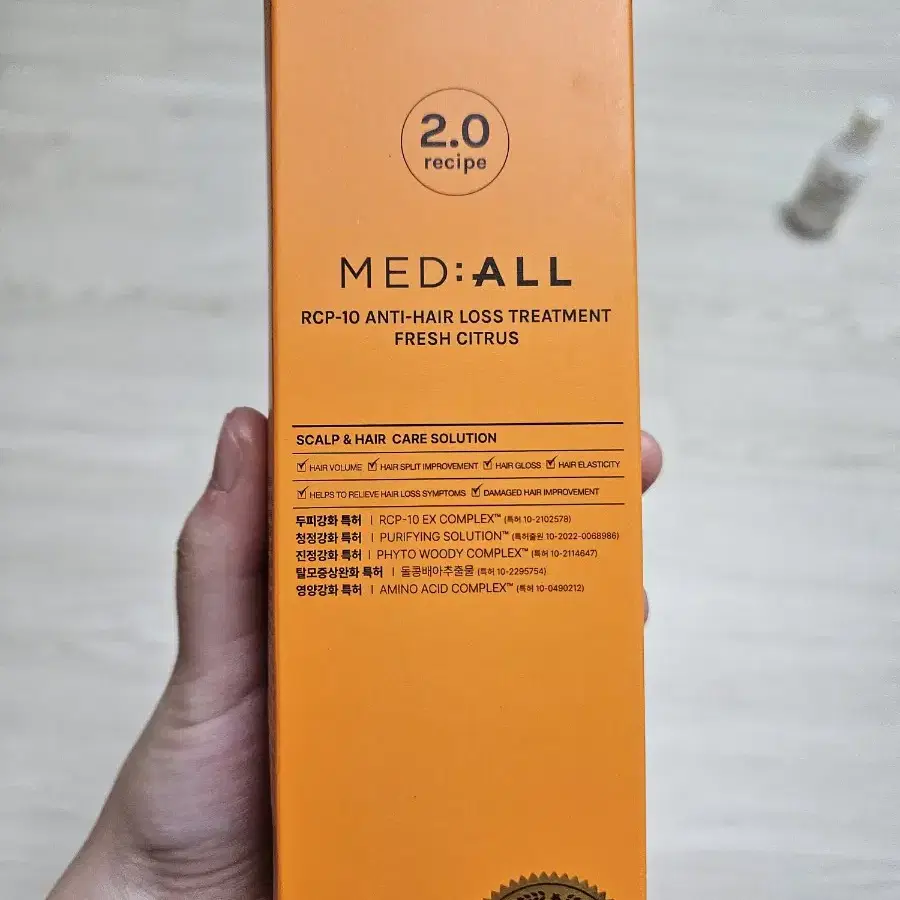 2.0
recipe
MED:ALL
RCP-10 ANTI-HAIR LOSS TREATMENT
FRESH CITRUS
SCALP & HAIR CARE SOLUTION
HAIR VOLUME HAIR SPLIT IMPROVEMENT HAIR GLOSS HAIR ELASTICITY
HELPS TO RELIEVE HAIR LOSS SYMPTOMS DAMAGED HAIR IMPROVEMENT
두피강화 특허 | RCP-10 EX COMPLEX™ (특허 10-2102578)
청정강화 특허 | PURIFYING SOLUTION™ (특허출원 10-2022-0068986)
진정강화 특허 | PHYTO WOODY COMPLEX™ (특허 10-2114647)
탈모증상완화 특허 | 돌콩배아추출물 (특허 10-2295754)
영양강화 특허 | AMINO ACID COMPLEX™ (특허 10-0490212)